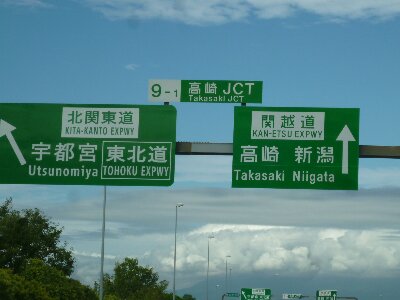 9-1 高崎 JCT
Takasaki JCT
北関東道
KITA-KANTO EXPWY
宇都宮 東北道
Utsunomiya TOHOKU EXPWY
関越道
KAN-ETSU EXPWY
高崎 新潟
Takasaki Niigata